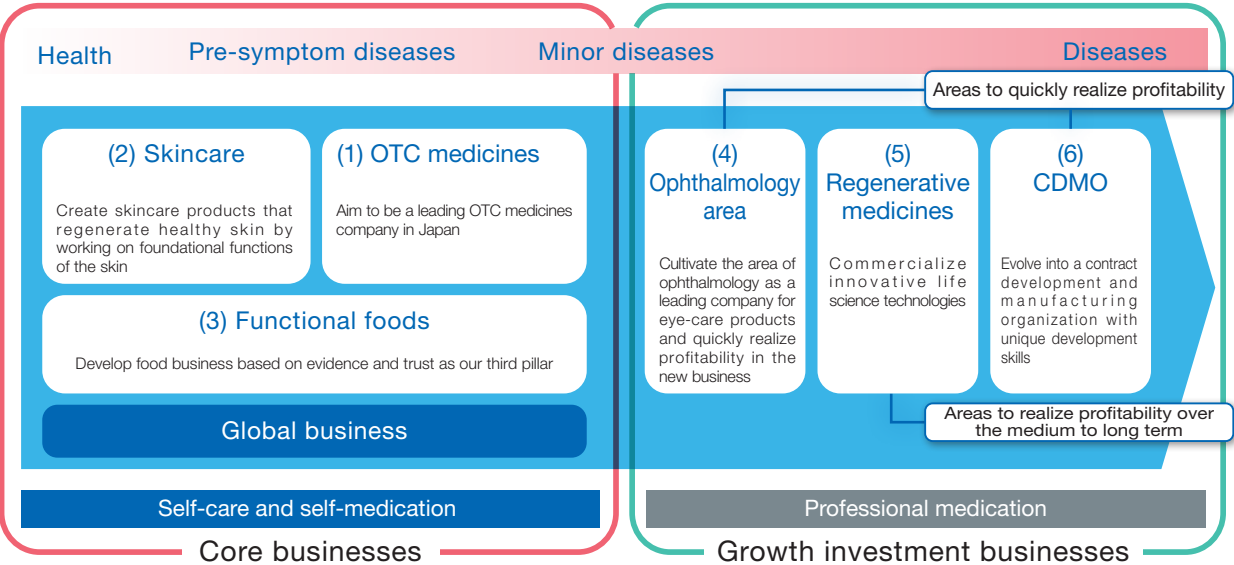 Health
Pre-symptom diseases
Minor diseases
Diseases
Areas to quickly realize profitability
(2) Skincare
Create skincare products that
regenerate healthy skin by
working on foundational functions
of the skin
(1) OTC medicines
Aim to be a leading OTC medicines
company in Japan
(3) Functional foods
Develop food business based on evidence and trust as our third pillar
Global business
(4)
Ophthalmology
area
Cultivate the area of
ophthalmology as a
leading company for
eye-care products
and quickly realize
profitability in the
new business
(5)
Regenerative
medicines
Commercialize
innovative life
science technologies
(6)
CDMO
Evolve into a contract
development and
manufacturing
organization with
unique development
skills
Areas to realize profitability over
the medium to long term
Self-care and self-medication
Professional medication
Core businesses
Growth investment businesses